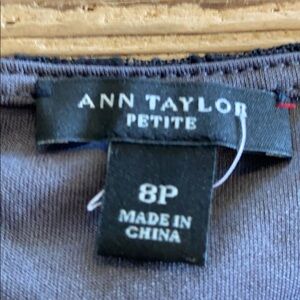 ANN TAYLOR
PETITE
8P
MADE IN
CHINA